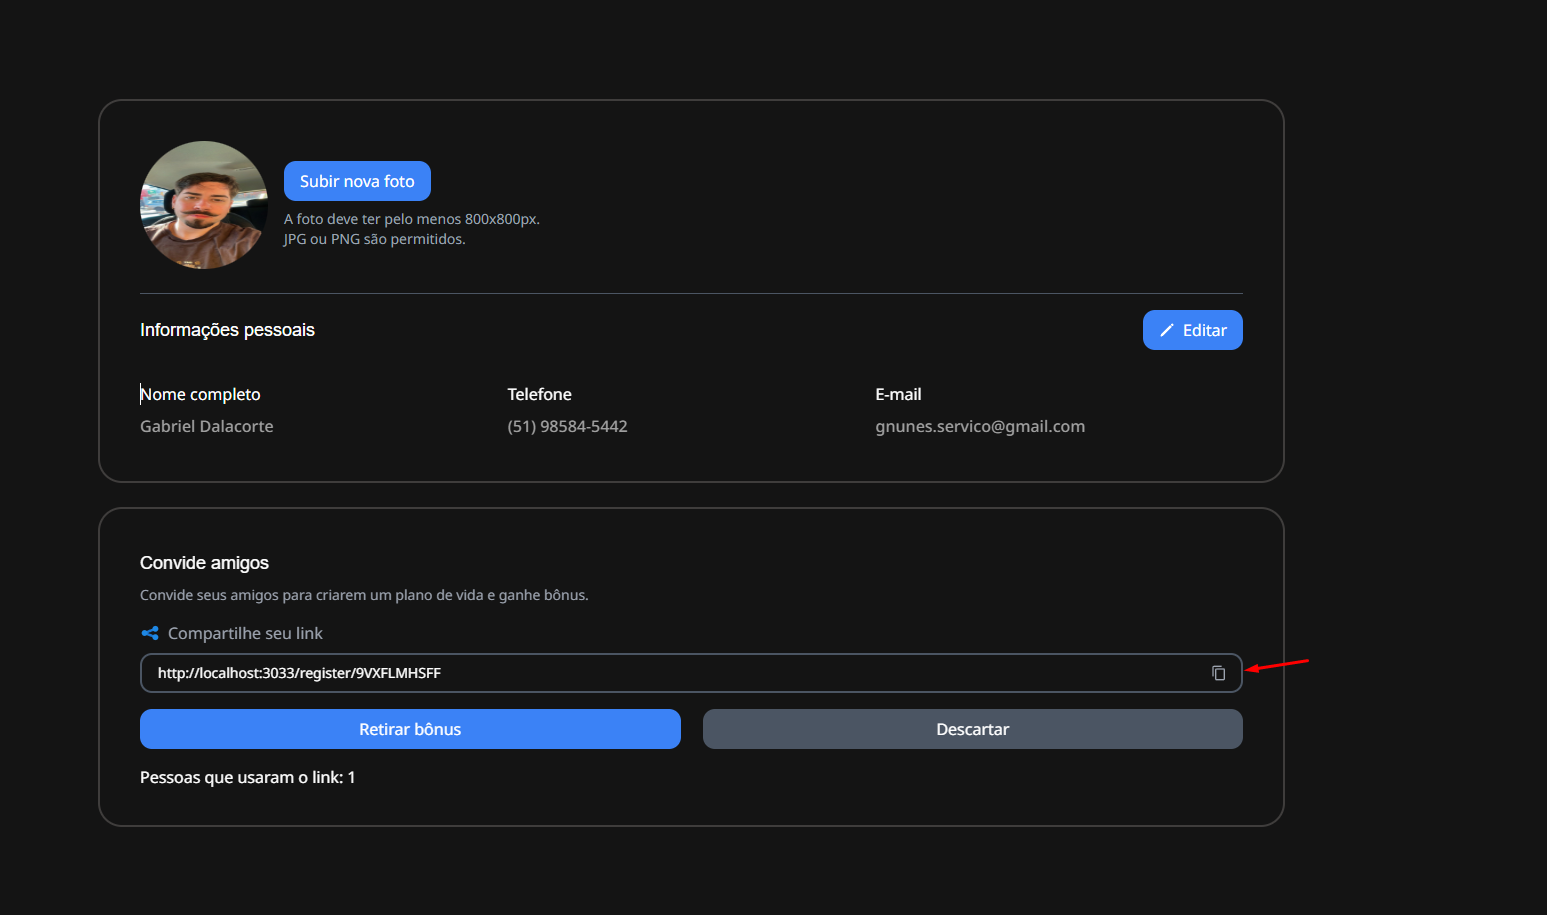 Subir nova foto
A foto deve ter pelo menos 800x800px.
JPG ou PNG são permitidos.
Informações pessoais
Editar
Nome completo
Telefone
E-mail
Gabriel Dalacorte
(51) 98584-5442
gnunes.servico@gmail.com
Convide amigos
Convide seus amigos para criarem um plano de vida e ganhe bônus.
Compartilhe seu link
http://localhost:3033/register/9VXFLMHSFF
Retirar bônus
Descartar
Pessoas que usaram o link: 1